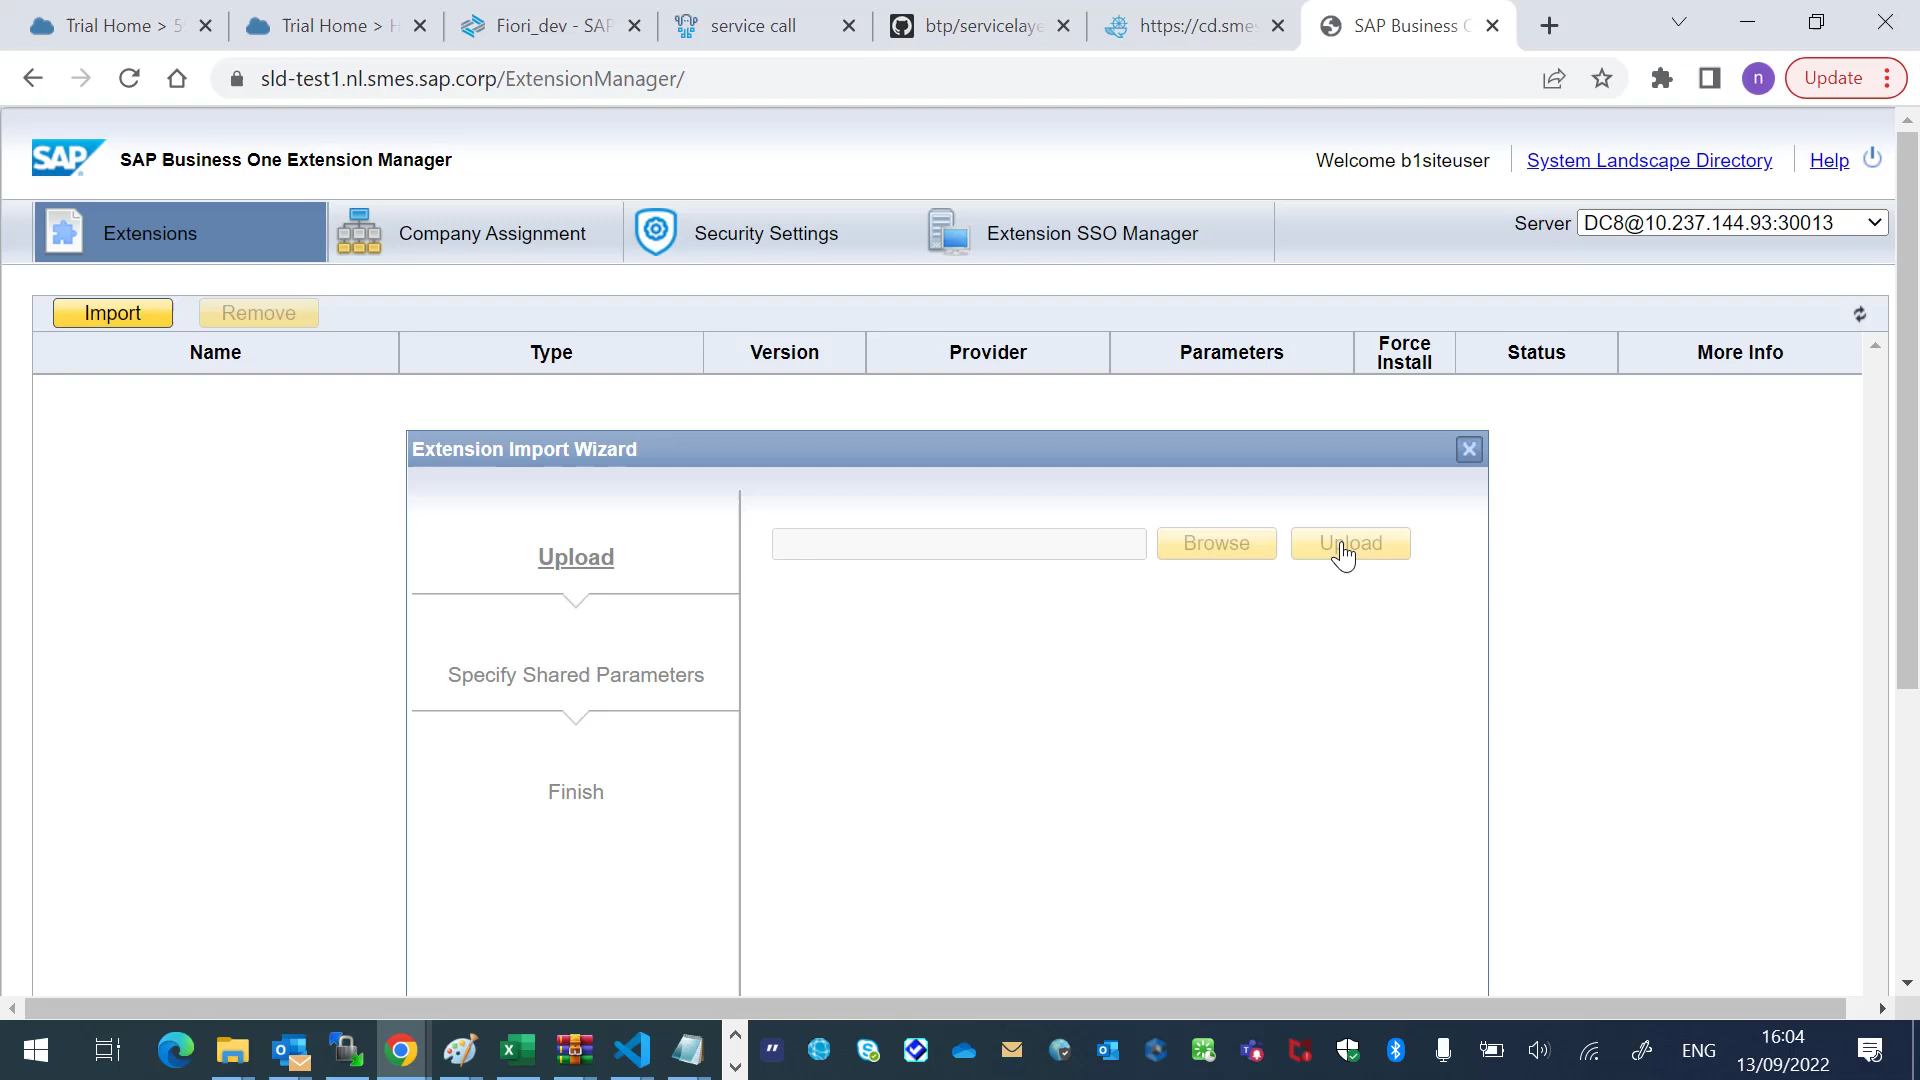 Trial Home > 5
Trial Home > H
Fiori_dev - SAP
service call
btp/servicelaye
https://cd.smes
SAP Business O
sld-test1.nl.smes.sap.corp/ExtensionManager/
n
Update
SAP
SAP Business One Extension Manager
Welcome b1siteuser
System Landscape Directory
Help
Extensions
Company Assignment
Security Settings
Extension SSO Manager
Server
DC8@10.237.144.93:30013
Import
Remove
Name
Type
Version
Provider
Parameters
Force
Install
Status
More Info
Extension Import Wizard
Upload
Browse
Upload
Specify Shared Parameters
Finish
ENG
16:04
13/09/2022